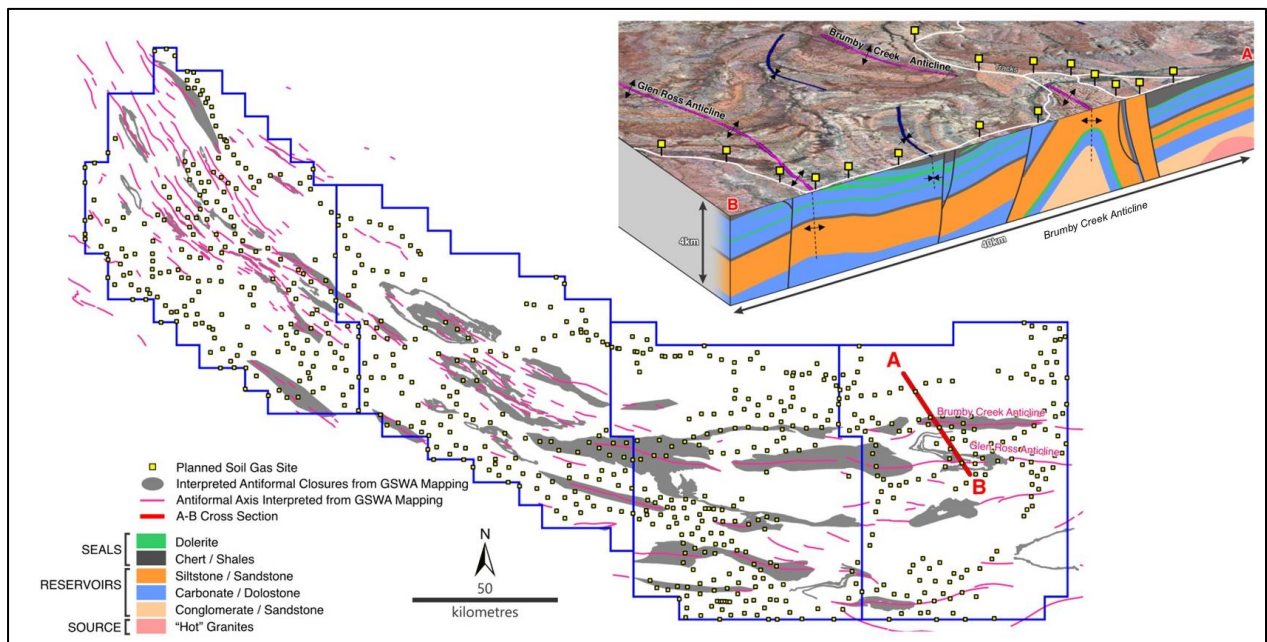 A
Brumby Creek Anticline
Tracks
Glen Ross Anticline
B
4km
40km
Brumby Creek Anticline
A
Brumby Creek Anticline
Glen Ross Anticline
B
Planned Soil Gas Site
Interpreted Antiformal Closures from GSWA Mapping
Antiformal Axis Interpreted from GSWA Mapping
A-B Cross Section
SEALS
Dolerite
Chert / Shales
RESERVOIRS
Siltstone / Sandstone
Carbonate / Dolostone
Conglomerate / Sandstone
SOURCE
"Hot" Granites
N
50
kilometres